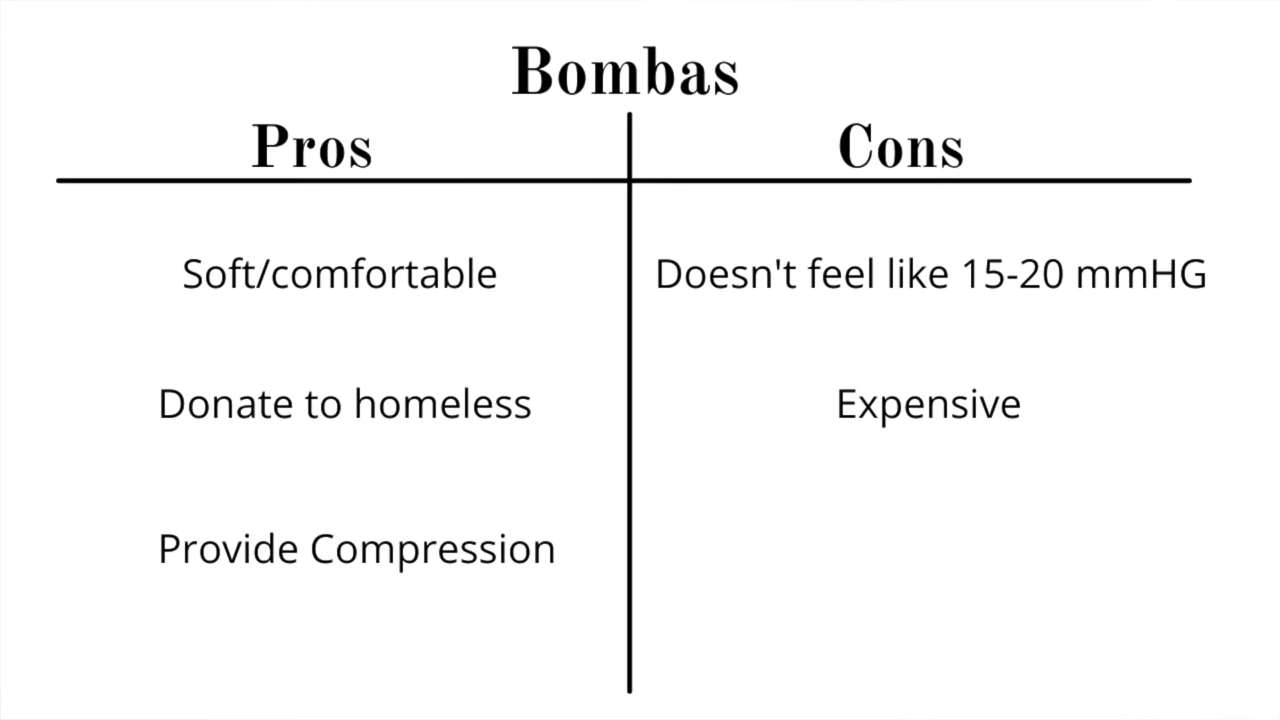 Bombas
Pros
Cons
Soft/comfortable
Doesn't feel like 15-20 mmHG
Donate to homeless
Expensive
Provide Compression